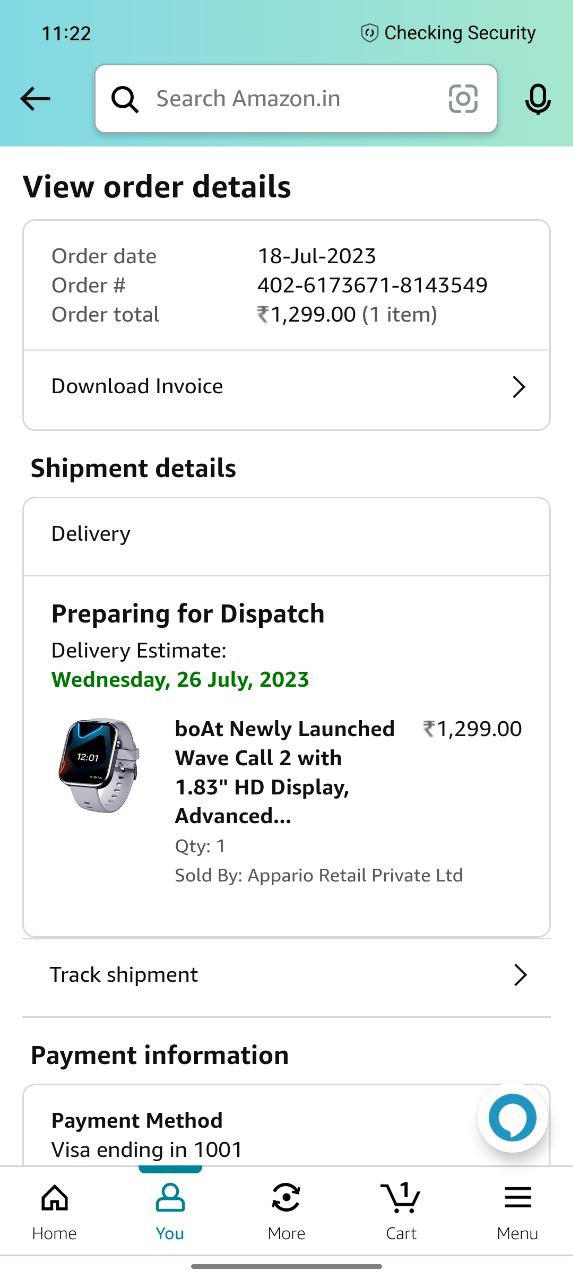 11:22
Checking Security
Search Amazon.in
View order details
Order date 18-Jul-2023
Order # 402-6173671-8143549
Order total ₹1,299.00 (1 item)
Download Invoice
Shipment details
Delivery
Preparing for Dispatch
Delivery Estimate:
Wednesday, 26 July, 2023
12:01
boAt Newly Launched ₹1,299.00
Wave Call 2 with
1.83" HD Display,
Advanced...
Qty: 1
Sold By: Appario Retail Private Ltd
Track shipment
Payment information
Payment Method
Visa ending in 1001
1
Home You More Cart Menu